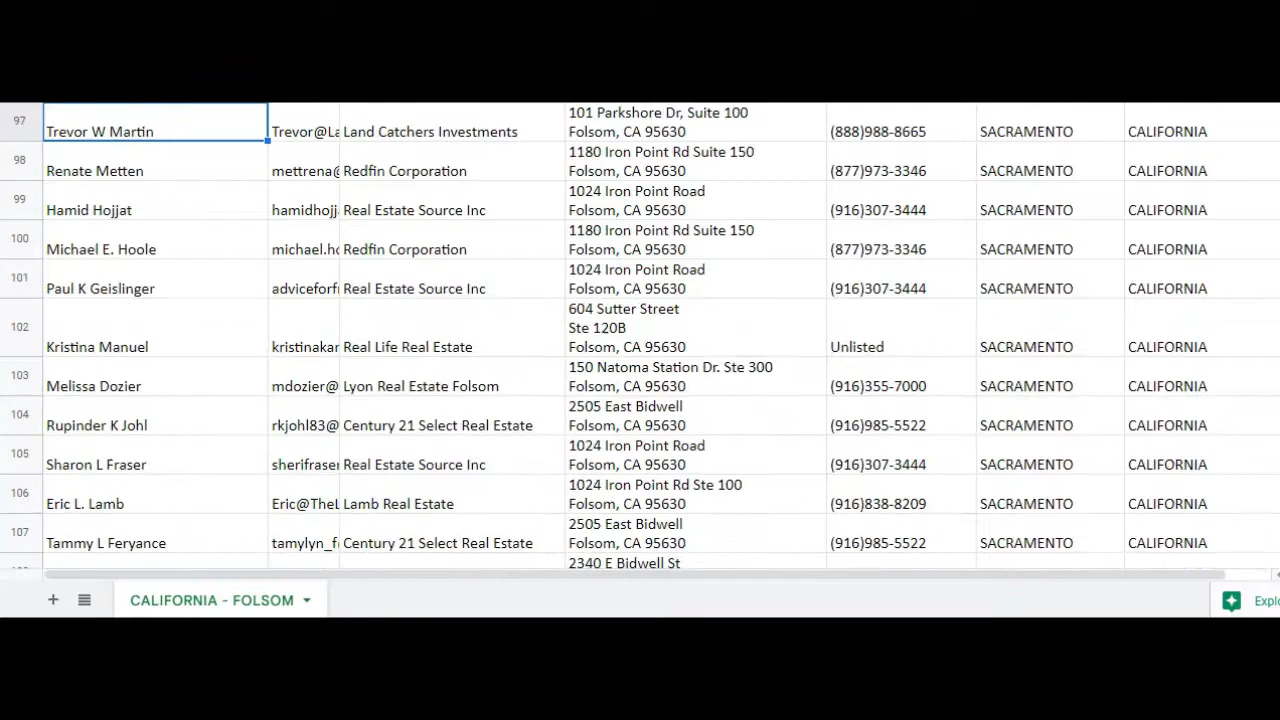 97 Trevor W Martin Trevor@La Land Catchers Investments 101 Parkshore Dr, Suite 100
Folsom, CA 95630 (888)988-8665 SACRAMENTO CALIFORNIA
98 Renate Metten mettrena@ Redfin Corporation 1180 Iron Point Rd Suite 150
Folsom, CA 95630 (877)973-3346 SACRAMENTO CALIFORNIA
99 Hamid Hojjat hamidhojj Real Estate Source Inc 1024 Iron Point Road
Folsom, CA 95630 (916)307-3444 SACRAMENTO CALIFORNIA
100 Michael E. Hoole michael.ho Redfin Corporation 1180 Iron Point Rd Suite 150
Folsom, CA 95630 (877)973-3346 SACRAMENTO CALIFORNIA
101 Paul K Geislinger advicefor Real Estate Source Inc 1024 Iron Point Road
Folsom, CA 95630 (916)307-3444 SACRAMENTO CALIFORNIA
102 Kristina Manuel kristinakar Real Life Real Estate 604 Sutter Street
Ste 120B
Folsom, CA 95630 Unlisted SACRAMENTO CALIFORNIA
103 Melissa Dozier mdozier@ Lyon Real Estate Folsom 150 Natoma Station Dr. Ste 300
Folsom, CA 95630 (916)355-7000 SACRAMENTO CALIFORNIA
104 Rupinder K Johl rkjohl83@ Century 21 Select Real Estate 2505 East Bidwell
Folsom, CA 95630 (916)985-5522 SACRAMENTO CALIFORNIA
105 Sharon L Fraser sherifraser Real Estate Source Inc 1024 Iron Point Road
Folsom, CA 95630 (916)307-3444 SACRAMENTO CALIFORNIA
106 Eric L. Lamb Eric@TheL Lamb Real Estate 1024 Iron Point Rd Ste 100
Folsom, CA 95630 (916)838-8209 SACRAMENTO CALIFORNIA
107 Tammy L Feryance tamylyn_f Century 21 Select Real Estate 2505 East Bidwell
Folsom, CA 95630 (916)985-5522 SACRAMENTO CALIFORNIA
2340 E Bidwell St
CALIFORNIA - FOLSOM
Explo